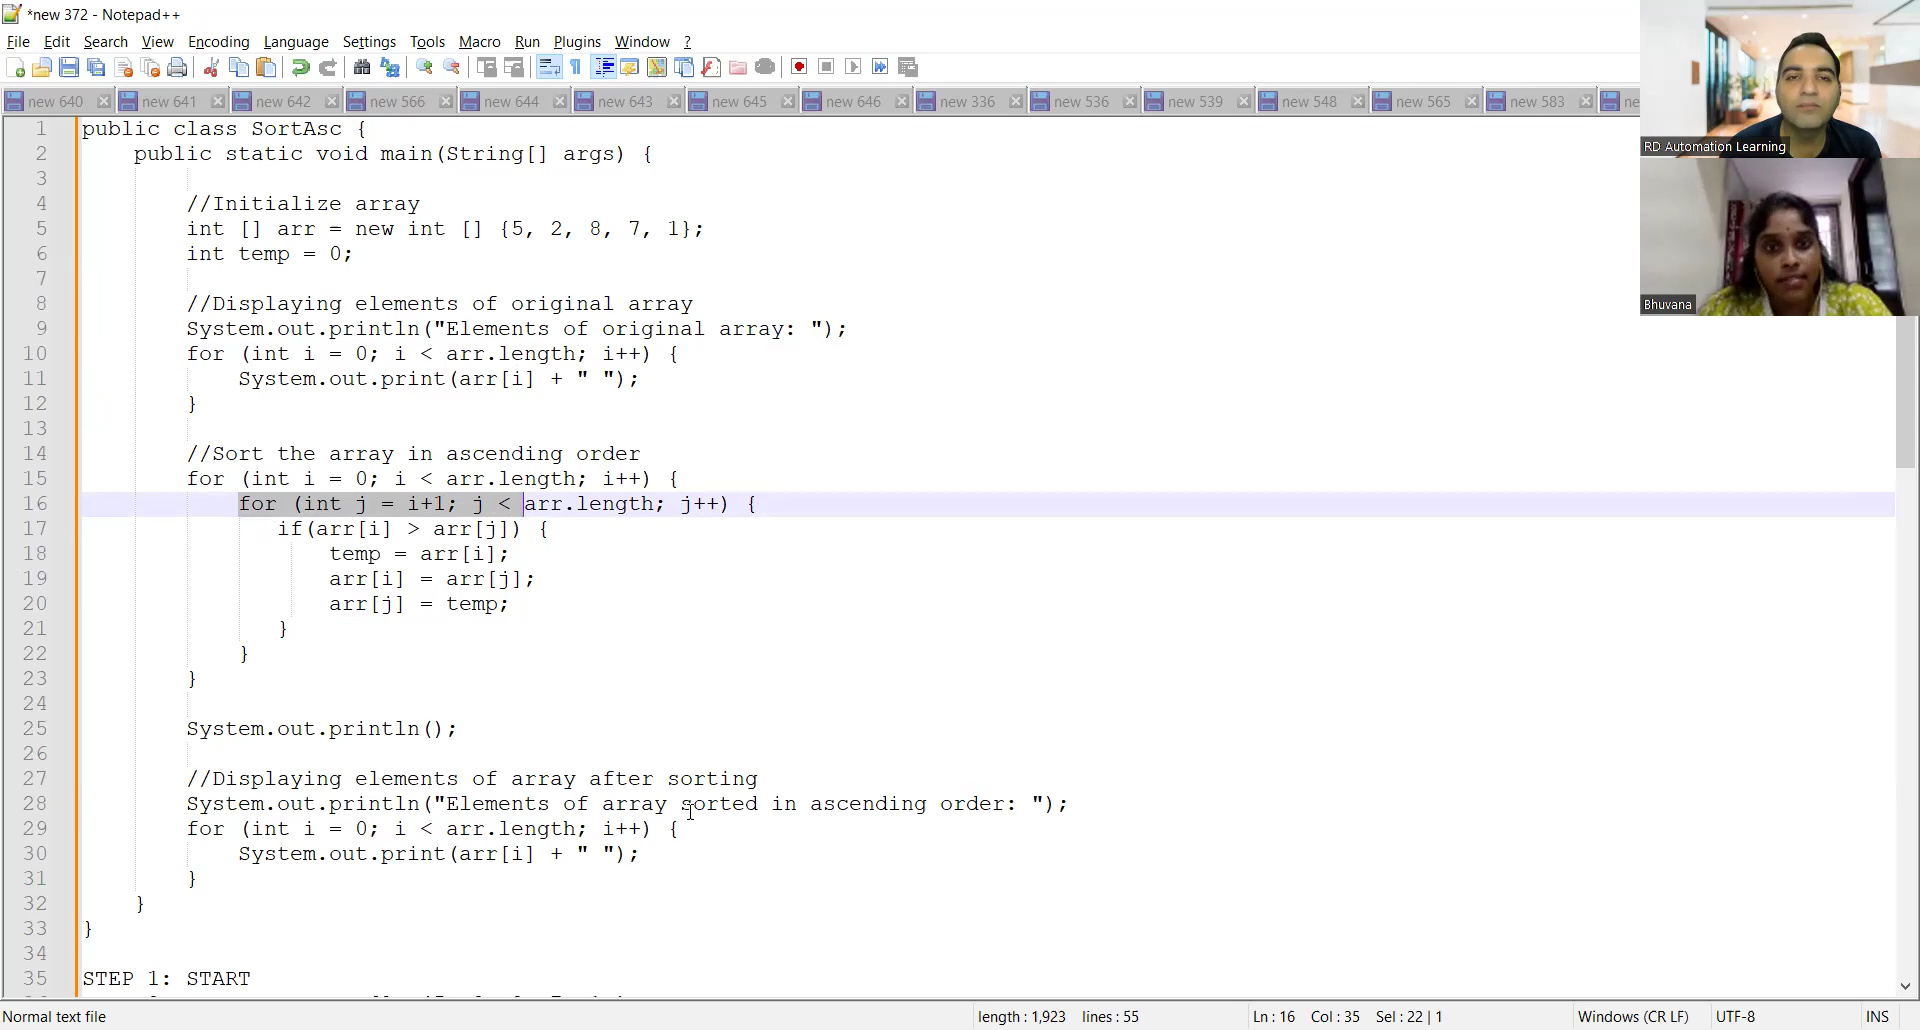 *new 372 - Notepad++
File Edit Search View Encoding Language Settings Tools Macro Run Plugins Window ?
new 640 new 641 new 642 new 566 new 644 new 643 new 645 new 646 new 336 new 536 new 539 new 548 new 565 new 583 ne
RD Automation Learning
Bhuvana
1 public class SortAsc {
2 public static void main(String[] args) {
3
4 //Initialize array
5 int [] arr = new int [] {5, 2, 8, 7, 1};
6 int temp = 0;
7
8 //Displaying elements of original array
9 System.out.println("Elements of original array: ");
10 for (int i = 0; i < arr.length; i++) {
11 System.out.print(arr[i] + " ");
12 }
13
14 //Sort the array in ascending order
15 for (int i = 0; i < arr.length; i++) {
16 for (int j = i+1; j < arr.length; j++) {
17 if(arr[i] > arr[j]) {
18 temp = arr[i];
19 arr[i] = arr[j];
20 arr[j] = temp;
21 }
22 }
23 }
24
25 System.out.println();
26
27 //Displaying elements of array after sorting
28 System.out.println("Elements of array sorted in ascending order: ");
29 for (int i = 0; i < arr.length; i++) {
30 System.out.print(arr[i] + " ");
31 }
32 }
33 }
34
35 STEP 1: START
Normal text file length : 1,923 lines : 55 Ln : 16 Col : 35 Sel : 22 | 1 Windows (CR LF) UTF-8 INS